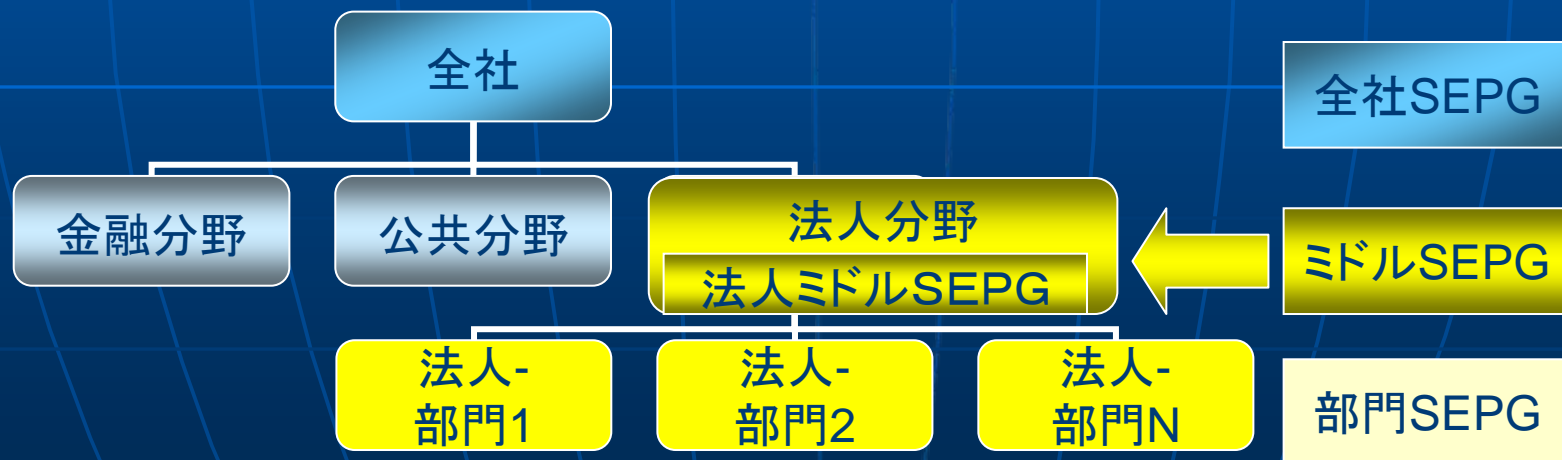 全社
全社SEPG
金融分野
公共分野
法人分野
法人ミドルSEPG
ミドルSEPG
法人-
部門1
法人-
部門2
法人-
部門N
部門SEPG